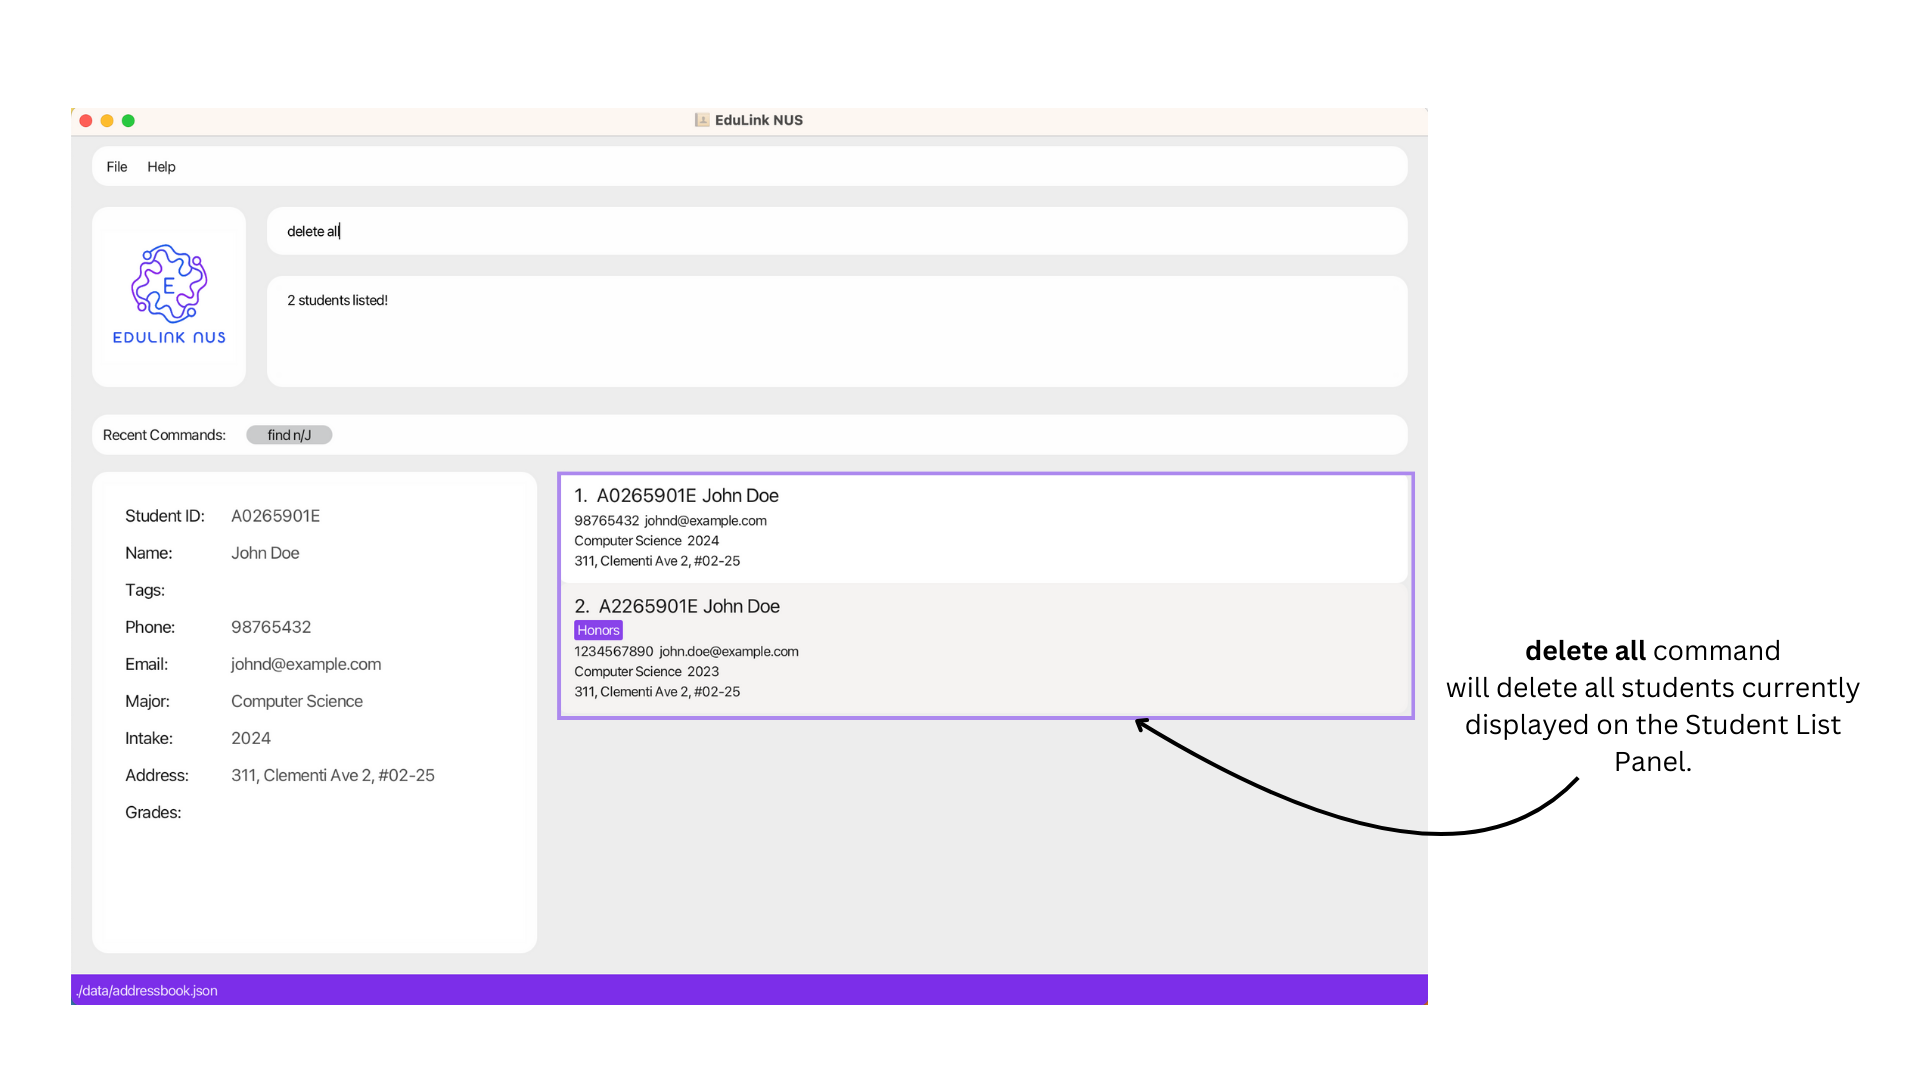 EduLink NUS
File Help
delete all
E
EDULINK NUS
2 students listed!
Recent Commands: find n/J
Student ID: A0265901E
Name: John Doe
Tags:
Phone: 98765432
Email: johnd@example.com
Major: Computer Science
Intake: 2024
Address: 311, Clementi Ave 2, #02-25
Grades:
1. A0265901E John Doe
98765432 johnd@example.com
Computer Science 2024
311, Clementi Ave 2, #02-25
2. A2265901E John Doe
Honors
1234567890 john.doe@example.com
Computer Science 2023
311, Clementi Ave 2, #02-25
delete all command
will delete all students currently
displayed on the Student List
Panel.
./data/addressbook.json